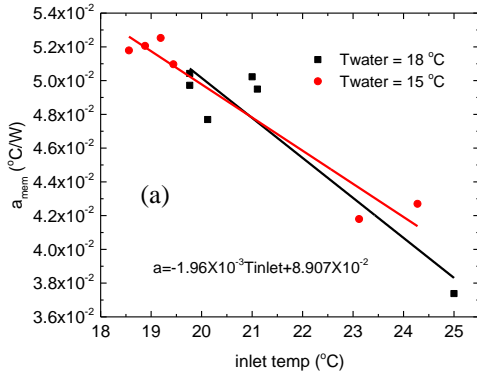 5.4x10⁻²
5.2x10⁻²
5.0x10⁻²
4.8x10⁻²
4.6x10⁻²
4.4x10⁻²
4.2x10⁻²
4.0x10⁻²
3.8x10⁻²
3.6x10⁻²
a_mem (°C/W)
Twater = 18 °C
Twater = 15 °C
(a)
a=-1.96X10⁻³Tinlet+8.907X10⁻²
18 19 20 21 22 23 24 25
inlet temp (°C)